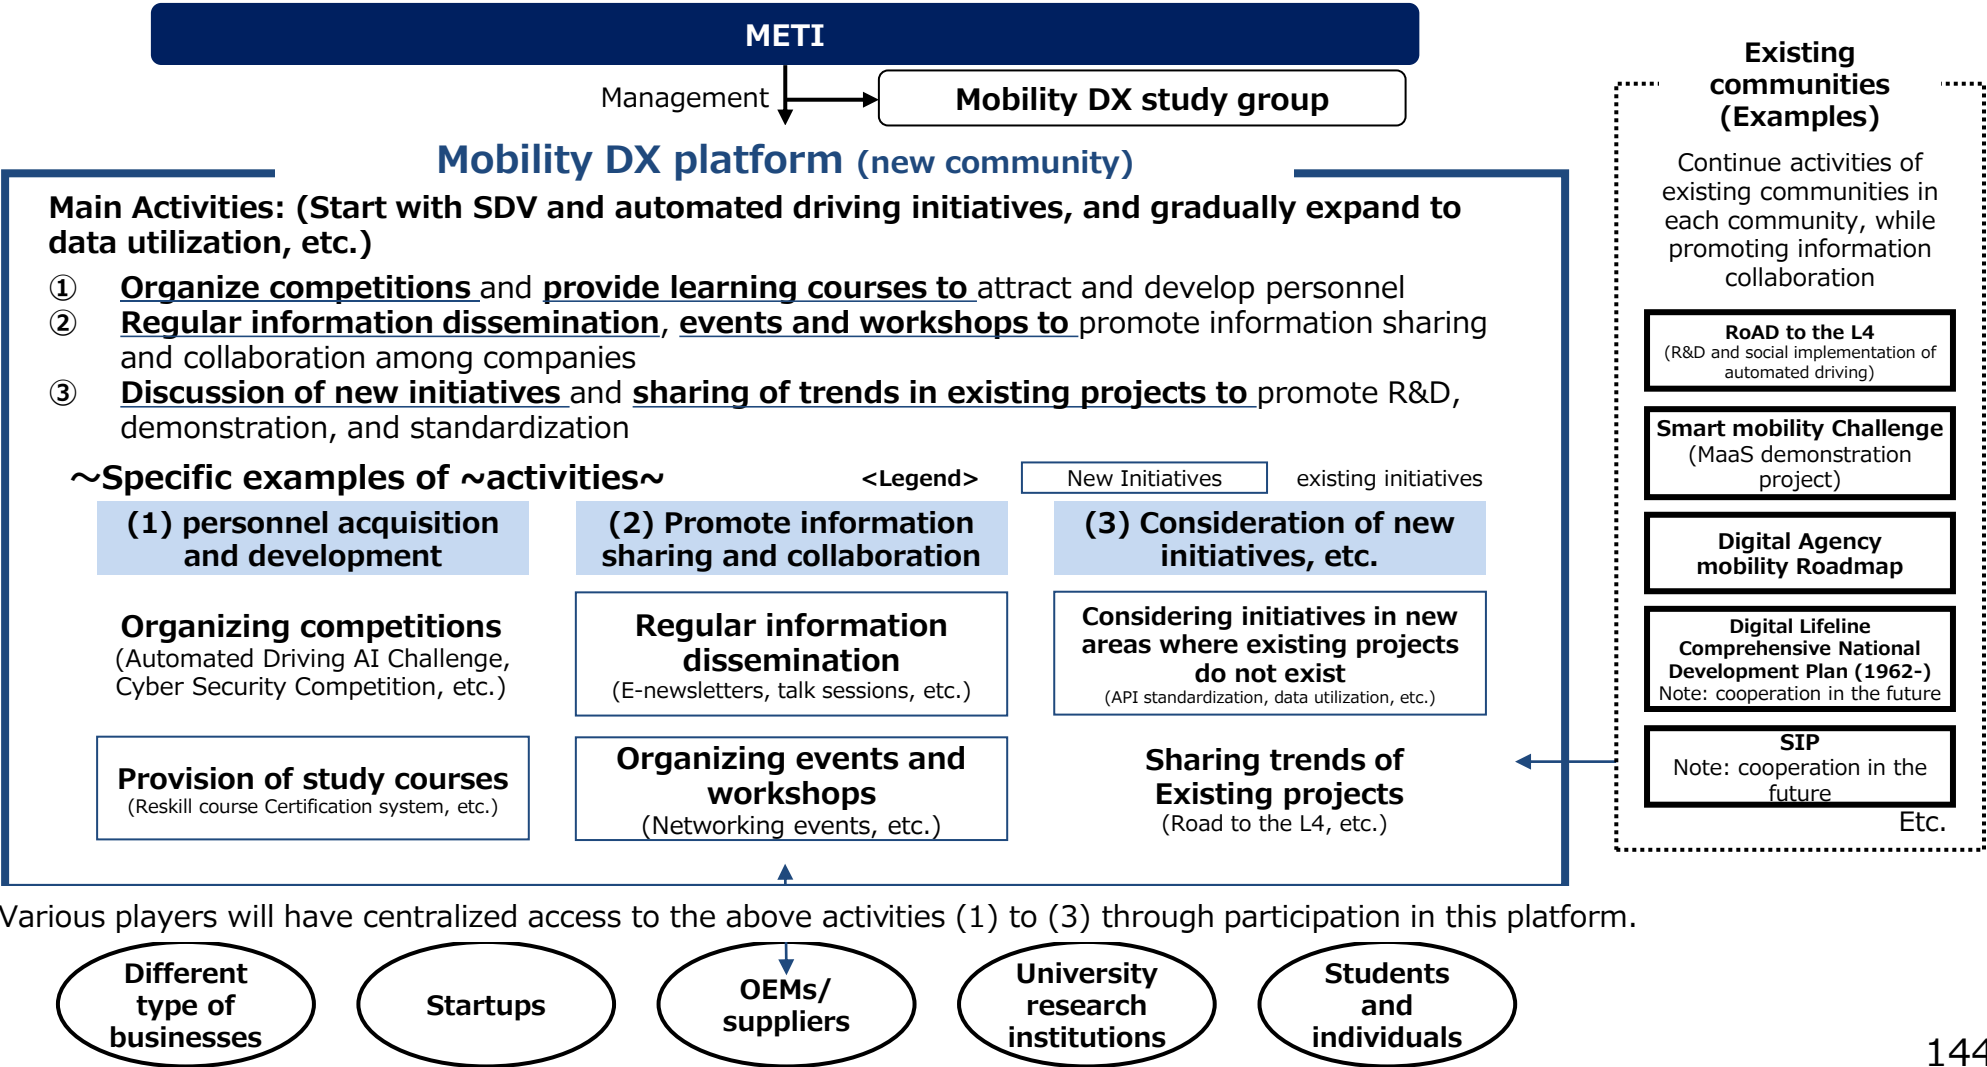 METI
Management
Mobility DX study group
Mobility DX platform (new community)
Main Activities: (Start with SDV and automated driving initiatives, and gradually expand to
data utilization, etc.)
① Organize competitions and provide learning courses to attract and develop personnel
② Regular information dissemination, events and workshops to promote information sharing
and collaboration among companies
③ Discussion of new initiatives and sharing of trends in existing projects to promote R&D,
demonstration, and standardization
～Specific examples of ~activities~
<Legend>
New Initiatives
existing initiatives
(1) personnel acquisition
and development
Organizing competitions
(Automated Driving AI Challenge,
Cyber Security Competition, etc.)
Provision of study courses
(Reskill course Certification system, etc.)
(2) Promote information
sharing and collaboration
Regular information
dissemination
(E-newsletters, talk sessions, etc.)
Organizing events and
workshops
(Networking events, etc.)
(3) Consideration of new
initiatives, etc.
Considering initiatives in new
areas where existing projects
do not exist
(API standardization, data utilization, etc.)
Sharing trends of
Existing projects
(Road to the L4, etc.)
Existing
communities
(Examples)
Continue activities of
existing communities in
each community, while
promoting information
collaboration
RoAD to the L4
(R&D and social implementation of
automated driving)
Smart mobility Challenge
(MaaS demonstration
project)
Digital Agency
mobility Roadmap
Digital Lifeline
Comprehensive National
Development Plan (1962-)
Note: cooperation in the future
SIP
Note: cooperation in the
future
Etc.
Various players will have centralized access to the above activities (1) to (3) through participation in this platform.
Different
type of
businesses
Startups
OEMs/
suppliers
University
research
institutions
Students
and
individuals
144